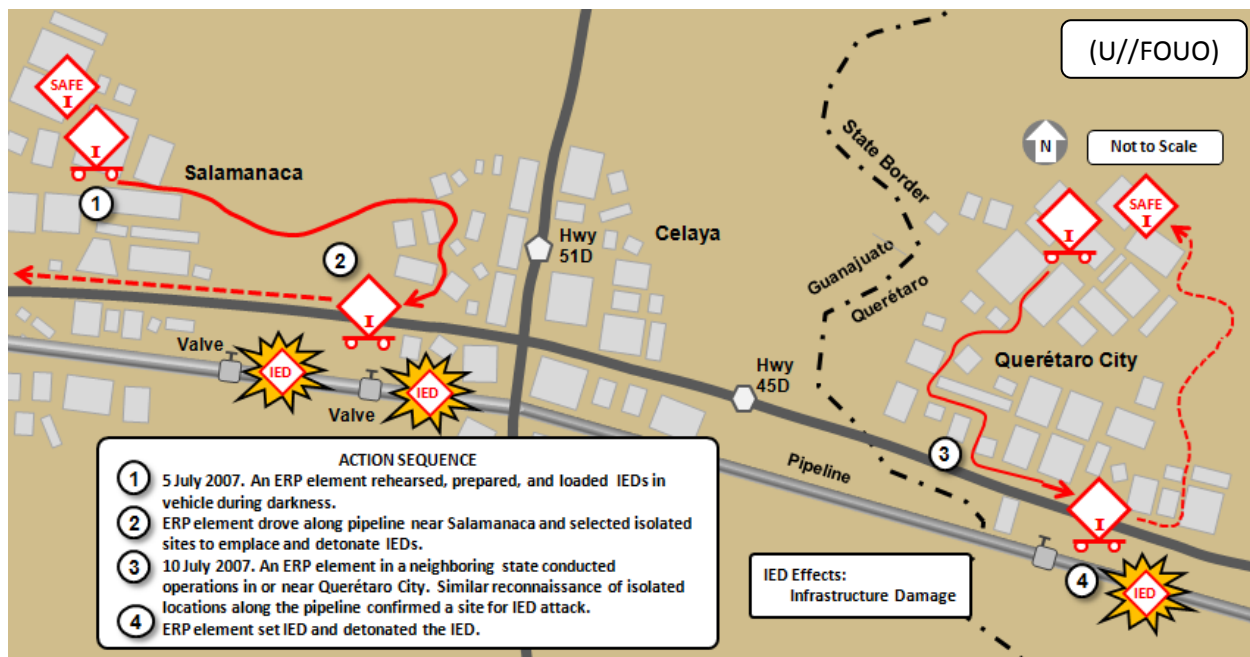 (U//FOUO)
SAFE
I
I
Salamanaca
1
2
I
Valve
IED
Valve
IED
Hwy
51D
Celaya
State Border
Guanajuato
Querétaro
N
Not to Scale
I
SAFE
I
Querétaro City
Hwy
45D
3
Pipeline
I
4
IED
IED Effects:
Infrastructure Damage
ACTION SEQUENCE
1 5 July 2007. An ERP element rehearsed, prepared, and loaded IEDs in
vehicle during darkness.
2 ERP element drove along pipeline near Salamanaca and selected isolated
sites to emplace and detonate IEDs.
3 10 July 2007. An ERP element in a neighboring state conducted
operations in or near Querétaro City. Similar reconnaissance of isolated
locations along the pipeline confirmed a site for IED attack.
4 ERP element set IED and detonated the IED.